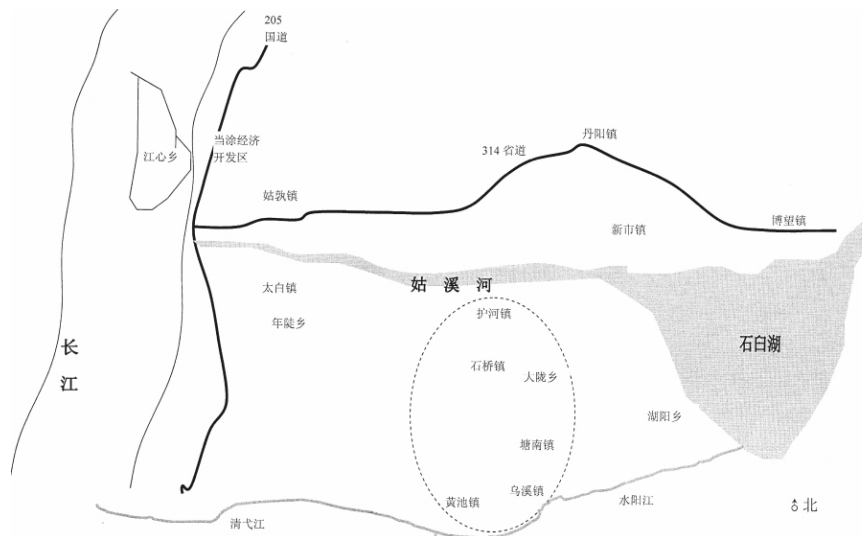 205
国道
江心乡
当涂经济
开发区
丹阳镇
314 省道
姑孰镇
新市镇
博望镇
太白镇
姑溪河
年陡乡
护河镇
长江
石桥镇
大陇乡
石臼湖
湖阳乡
塘南镇
黄池镇
乌溪镇
水阳江
清弋江
北